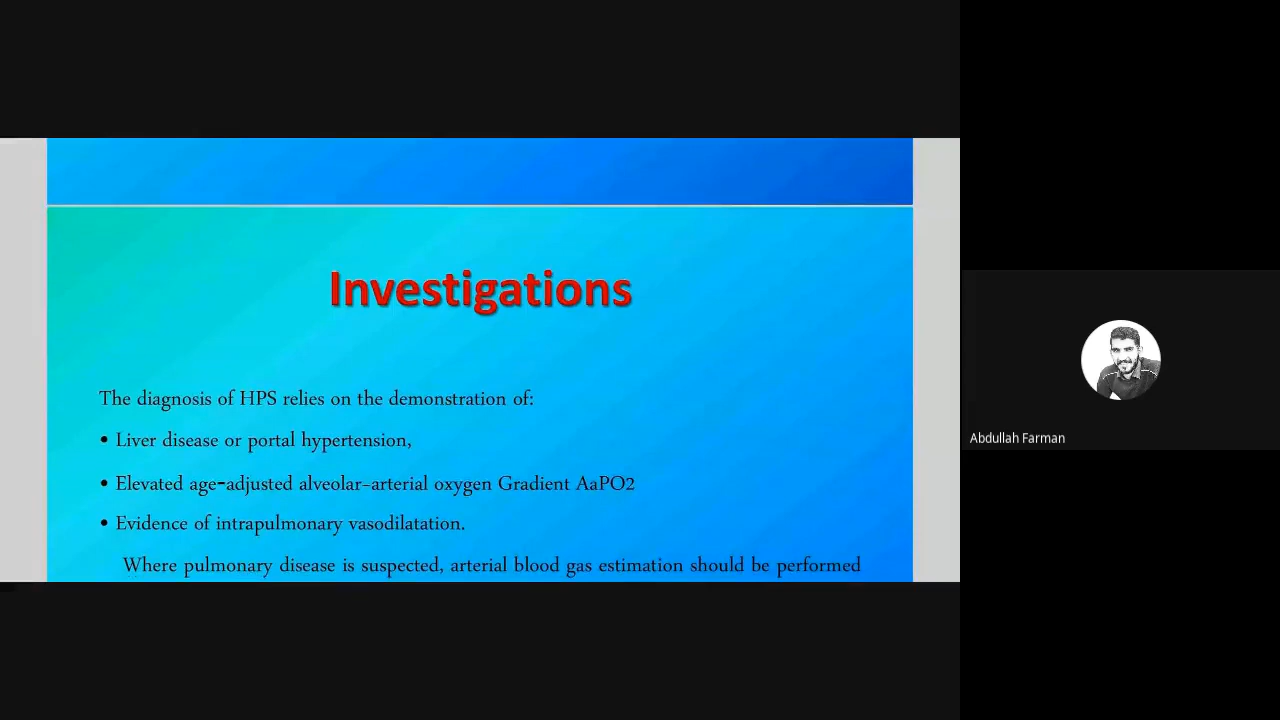 Investigations
The diagnosis of HPS relies on the demonstration of:
• Liver disease or portal hypertension,
• Elevated age-adjusted alveolar-arterial oxygen Gradient AaPO2
• Evidence of intrapulmonary vasodilatation.
Where pulmonary disease is suspected, arterial blood gas estimation should be performed
Abdullah Farman